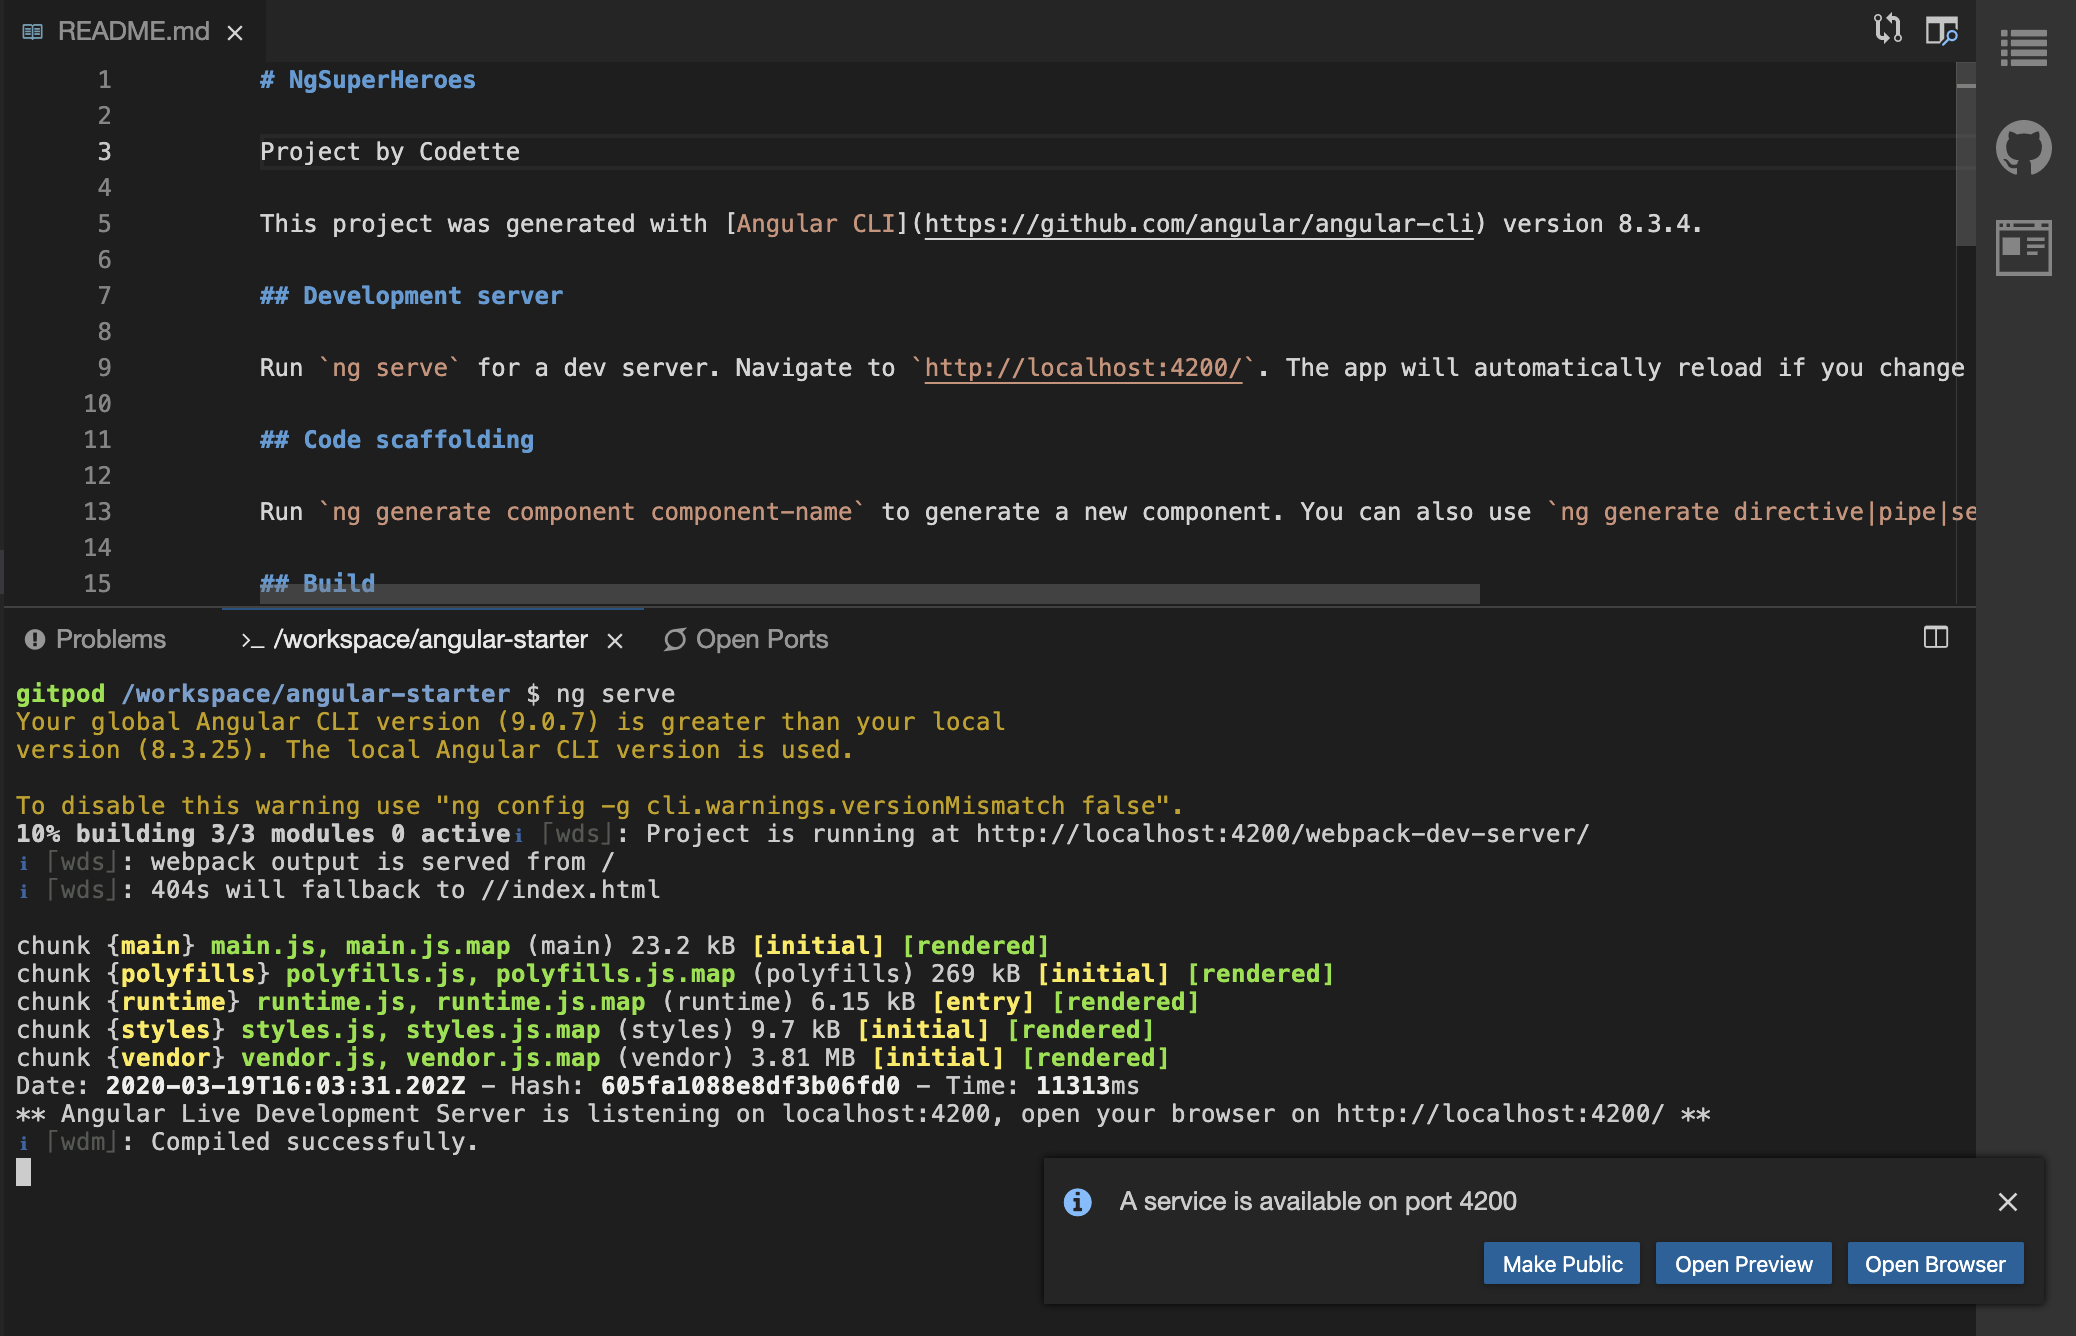 README.md
1 # NgSuperHeroes
2
3 Project by Codette
4
5 This project was generated with [Angular CLI](https://github.com/angular/angular-cli) version 8.3.4.
6
7 ## Development server
8
9 Run `ng serve` for a dev server. Navigate to `http://localhost:4200/`. The app will automatically reload if you change
10
11 ## Code scaffolding
12
13 Run `ng generate component component-name` to generate a new component. You can also use `ng generate directive|pipe|se
14
15 ## Build
Problems >_ /workspace/angular-starter Open Ports
gitpod /workspace/angular-starter $ ng serve
Your global Angular CLI version (9.0.7) is greater than your local
version (8.3.25). The local Angular CLI version is used.
To disable this warning use "ng config -g cli.warnings.versionMismatch false".
10% building 3/3 modules 0 activeℹ ｢wds｣: Project is running at http://localhost:4200/webpack-dev-server/
ℹ ｢wds｣: webpack output is served from /
ℹ ｢wds｣: 404s will fallback to //index.html
chunk {main} main.js, main.js.map (main) 23.2 kB [initial] [rendered]
chunk {polyfills} polyfills.js, polyfills.js.map (polyfills) 269 kB [initial] [rendered]
chunk {runtime} runtime.js, runtime.js.map (runtime) 6.15 kB [entry] [rendered]
chunk {styles} styles.js, styles.js.map (styles) 9.7 kB [initial] [rendered]
chunk {vendor} vendor.js, vendor.js.map (vendor) 3.81 MB [initial] [rendered]
Date: 2020-03-19T16:03:31.202Z - Hash: 605fa1088e8df3b06fd0 - Time: 11313ms
** Angular Live Development Server is listening on localhost:4200, open your browser on http://localhost:4200/ **
ℹ ｢wdm｣: Compiled successfully.
A service is available on port 4200
Make Public Open Preview Open Browser